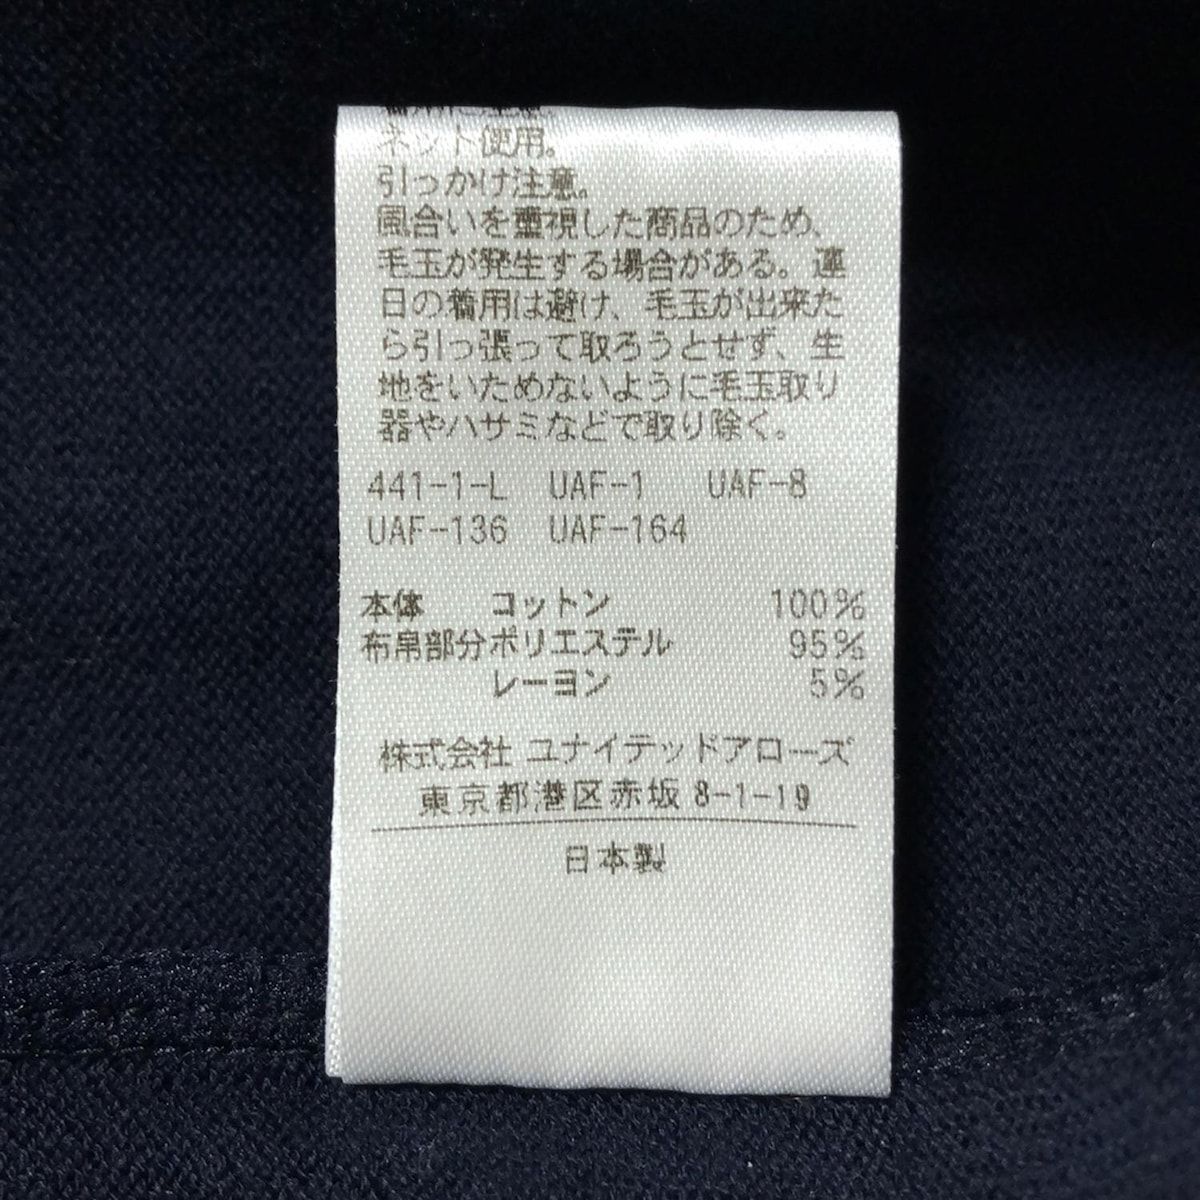 ネット使用。
引っかけ注意。
風合いを重視した商品のため、
毛玉が発生する場合がある。連
日の着用は避け、毛玉が出来た
ら引っ張って取ろうとせず、生
地をいためないように毛玉取り
器やハサミなどで取り除く。
441-1-L UAF-1 UAF-8
UAF-136 UAF-164
本体 コットン 100%
布帛部分ポリエステル 95%
レーヨン 5%
株式会社 ユナイテッドアローズ
東京都港区赤坂 8-1-19
日本製